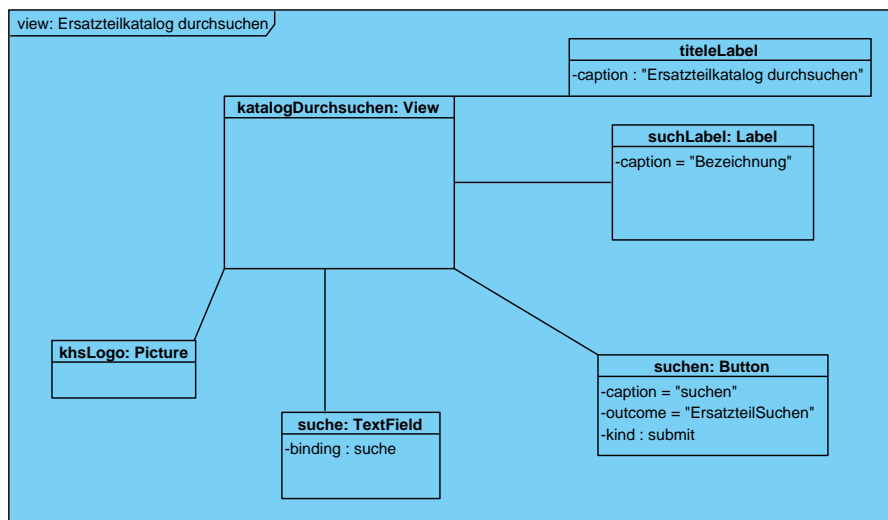 view: Ersatzteilkatalog durchsuchen
titeleLabel
-caption : "Ersatzteilkatalog durchsuchen"
katalogDurchsuchen: View
suchLabel: Label
-caption = "Bezeichnung"
khsLogo: Picture
suchen: Button
-caption = "suchen"
-outcome = "ErsatzteilSuchen"
-kind : submit
suche: TextField
-binding : suche